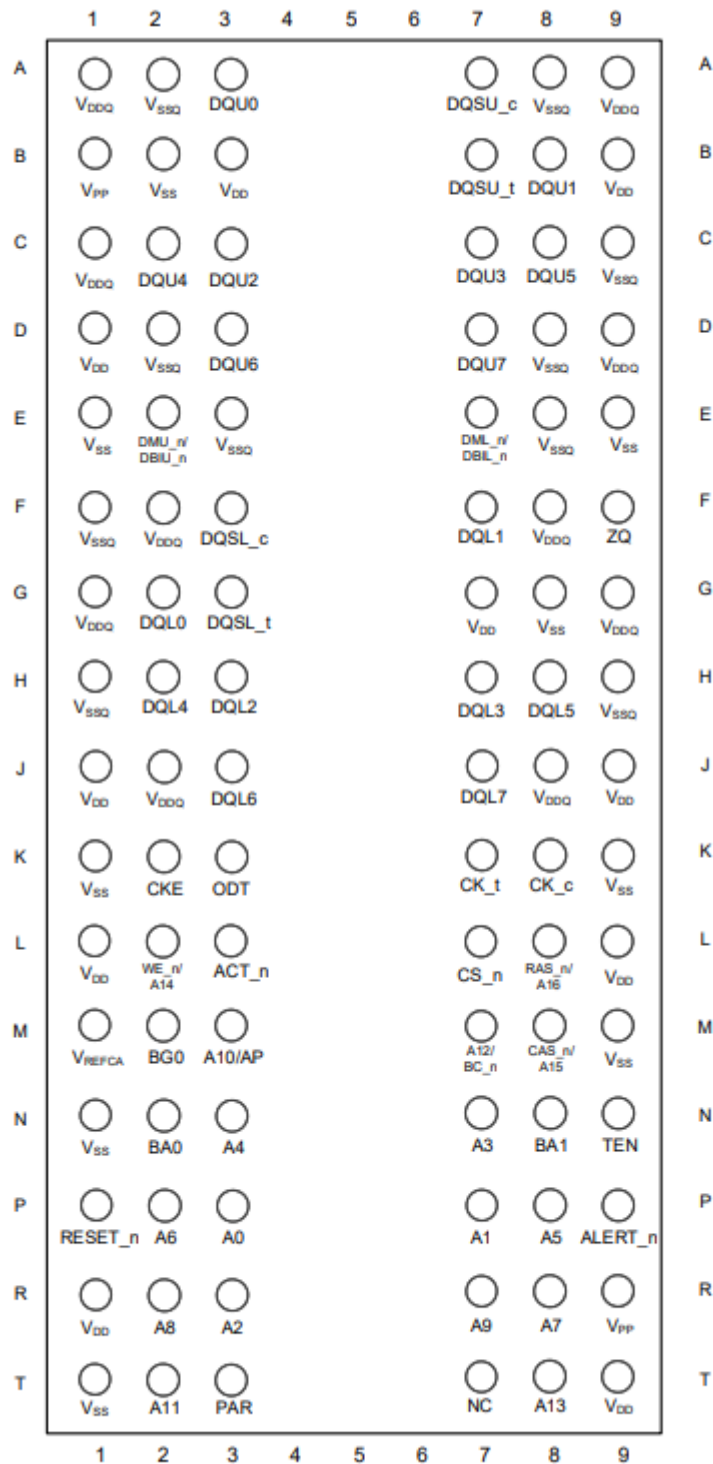 1 2 3 4 5 6 7 8 9
A A
VDDQ VSSQ DQU0 DQSU_c VSSQ VDDQ
B B
VPP VSS VDD DQSU_t DQU1 VDD
C C
VDDQ DQU4 DQU2 DQU3 DQU5 VSSQ
D D
VDD VSSQ DQU6 DQU7 VSSQ VDDQ
E E
VSS DMU_n/ VSSQ DML_n/ VSSQ VSS
DBIU_n DBIL_n
F F
VSSQ VDDQ DQSL_c DQL1 VDDQ ZQ
G G
VDDQ DQL0 DQSL_t VDD VSS VDDQ
H H
VSSQ DQL4 DQL2 DQL3 DQL5 VSSQ
J J
VDD VDDQ DQL6 DQL7 VDDQ VDD
K K
VSS CKE ODT CK_t CK_c VSS
L L
VDD WE_n/ ACT_n CS_n RAS_n/ VDD
A14 A16
M M
VREFCA BG0 A10/AP A12/ CAS_n/ VSS
BC_n A15
N N
VSS BA0 A4 A3 BA1 TEN
P P
RESET_n A6 A0 A1 A5 ALERT_n
R R
VDD A8 A2 A9 A7 VPP
T T
VSS A11 PAR NC A13 VDD
1 2 3 4 5 6 7 8 9